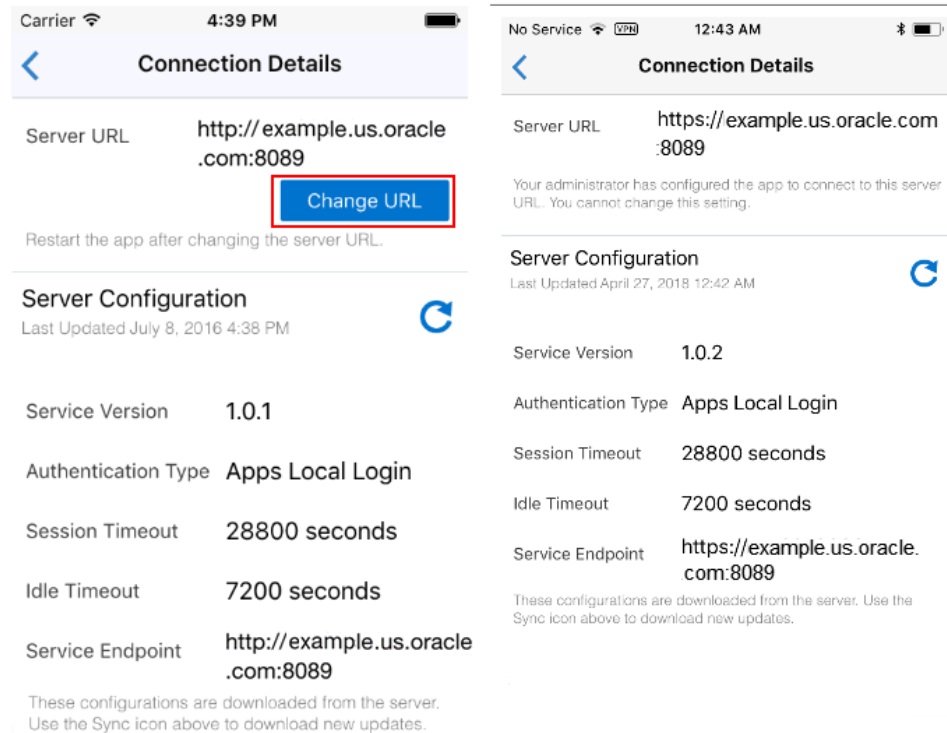 Carrier
4:39 PM
Connection Details
Server URL
http://example.us.oracle
.com:8089
Change URL
Restart the app after changing the server URL.
Server Configuration
Last Updated July 8, 2016 4:38 PM
Service Version
1.0.1
Authentication Type
Apps Local Login
Session Timeout
28800 seconds
Idle Timeout
7200 seconds
Service Endpoint
http://example.us.oracle
.com:8089
These configurations are downloaded from the server.
Use the Sync icon above to download new updates.
No Service
VPN
12:43 AM
Connection Details
Server URL
https://example.us.oracle.com
:8089
Your administrator has configured the app to connect to this server
URL. You cannot change this setting.
Server Configuration
Last Updated April 27, 2018 12:42 AM
Service Version
1.0.2
Authentication Type
Apps Local Login
Session Timeout
28800 seconds
Idle Timeout
7200 seconds
Service Endpoint
https://example.us.oracle.
com:8089
These configurations are downloaded from the server. Use the
Sync icon above to download new updates.